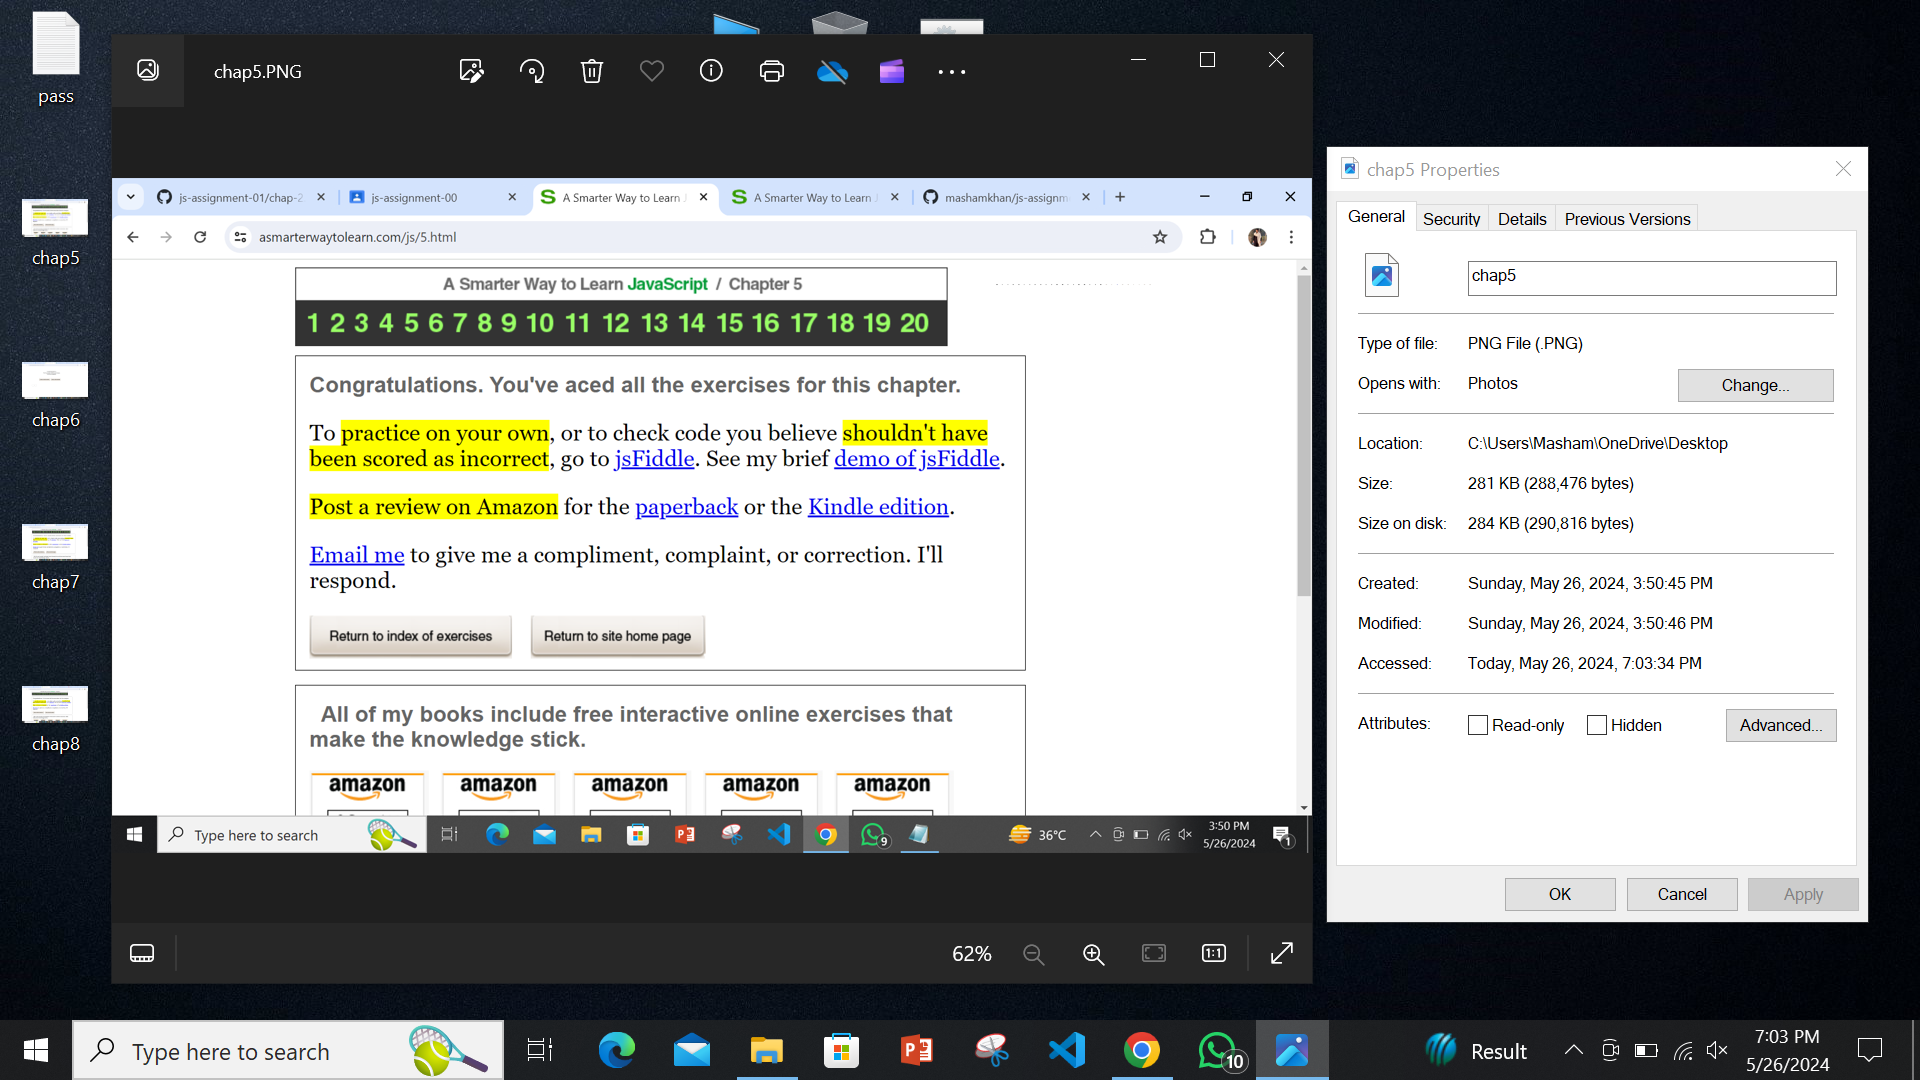 pass
chap5
chap6
chap7
chap8
chap5.PNG
js-assignment-01/chap-2
js-assignment-00
A Smarter Way to Learn J
A Smarter Way to Learn J
mashamkhan/js-assignm
asmarterwaytolearn.com/js/5.html
A Smarter Way to Learn JavaScript / Chapter 5
1 2 3 4 5 6 7 8 9 10 11 12 13 14 15 16 17 18 19 20
Congratulations. You've aced all the exercises for this chapter.
To practice on your own, or to check code you believe shouldn't have
been scored as incorrect, go to jsFiddle. See my brief demo of jsFiddle.
Post a review on Amazon for the paperback or the Kindle edition.
Email me to give me a compliment, complaint, or correction. I'll
respond.
Return to index of exercises
Return to site home page
All of my books include free interactive online exercises that
make the knowledge stick.
amazon amazon amazon amazon amazon
Type here to search
9
36°C
3:50 PM
5/26/2024
1
62%
1:1
chap5 Properties
General Security Details Previous Versions
chap5
Type of file: PNG File (.PNG)
Opens with: Photos
Change...
Location: C:\Users\Masham\OneDrive\Desktop
Size: 281 KB (288,476 bytes)
Size on disk: 284 KB (290,816 bytes)
Created: Sunday, May 26, 2024, 3:50:45 PM
Modified: Sunday, May 26, 2024, 3:50:46 PM
Accessed: Today, May 26, 2024, 7:03:34 PM
Attributes: Read-only Hidden Advanced...
OK Cancel Apply
Type here to search
10
Result
7:03 PM
5/26/2024